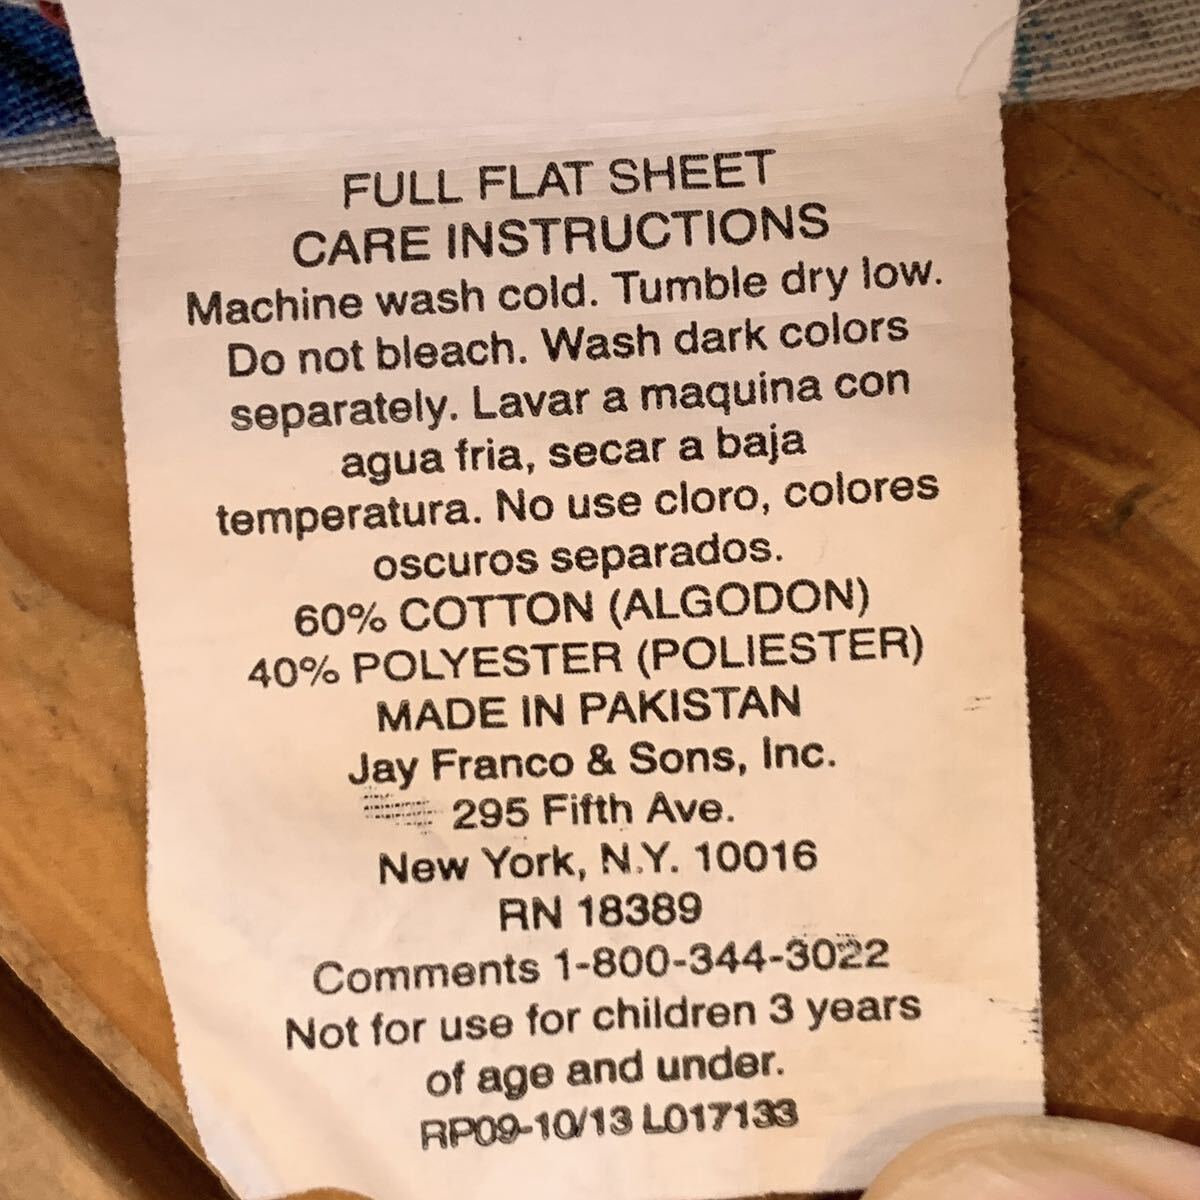 FULL FLAT SHEET
CARE INSTRUCTIONS
Machine wash cold. Tumble dry low.
Do not bleach. Wash dark colors
separately. Lavar a maquina con
agua fria, secar a baja
temperatura. No use cloro, colores
oscuros separados.
60% COTTON (ALGODON)
40% POLYESTER (POLIESTER)
MADE IN PAKISTAN
Jay Franco & Sons, Inc.
295 Fifth Ave.
New York, N.Y. 10016
RN 18389
Comments 1-800-344-3022
Not for use for children 3 years
of age and under.
RP09-10/13 L017133